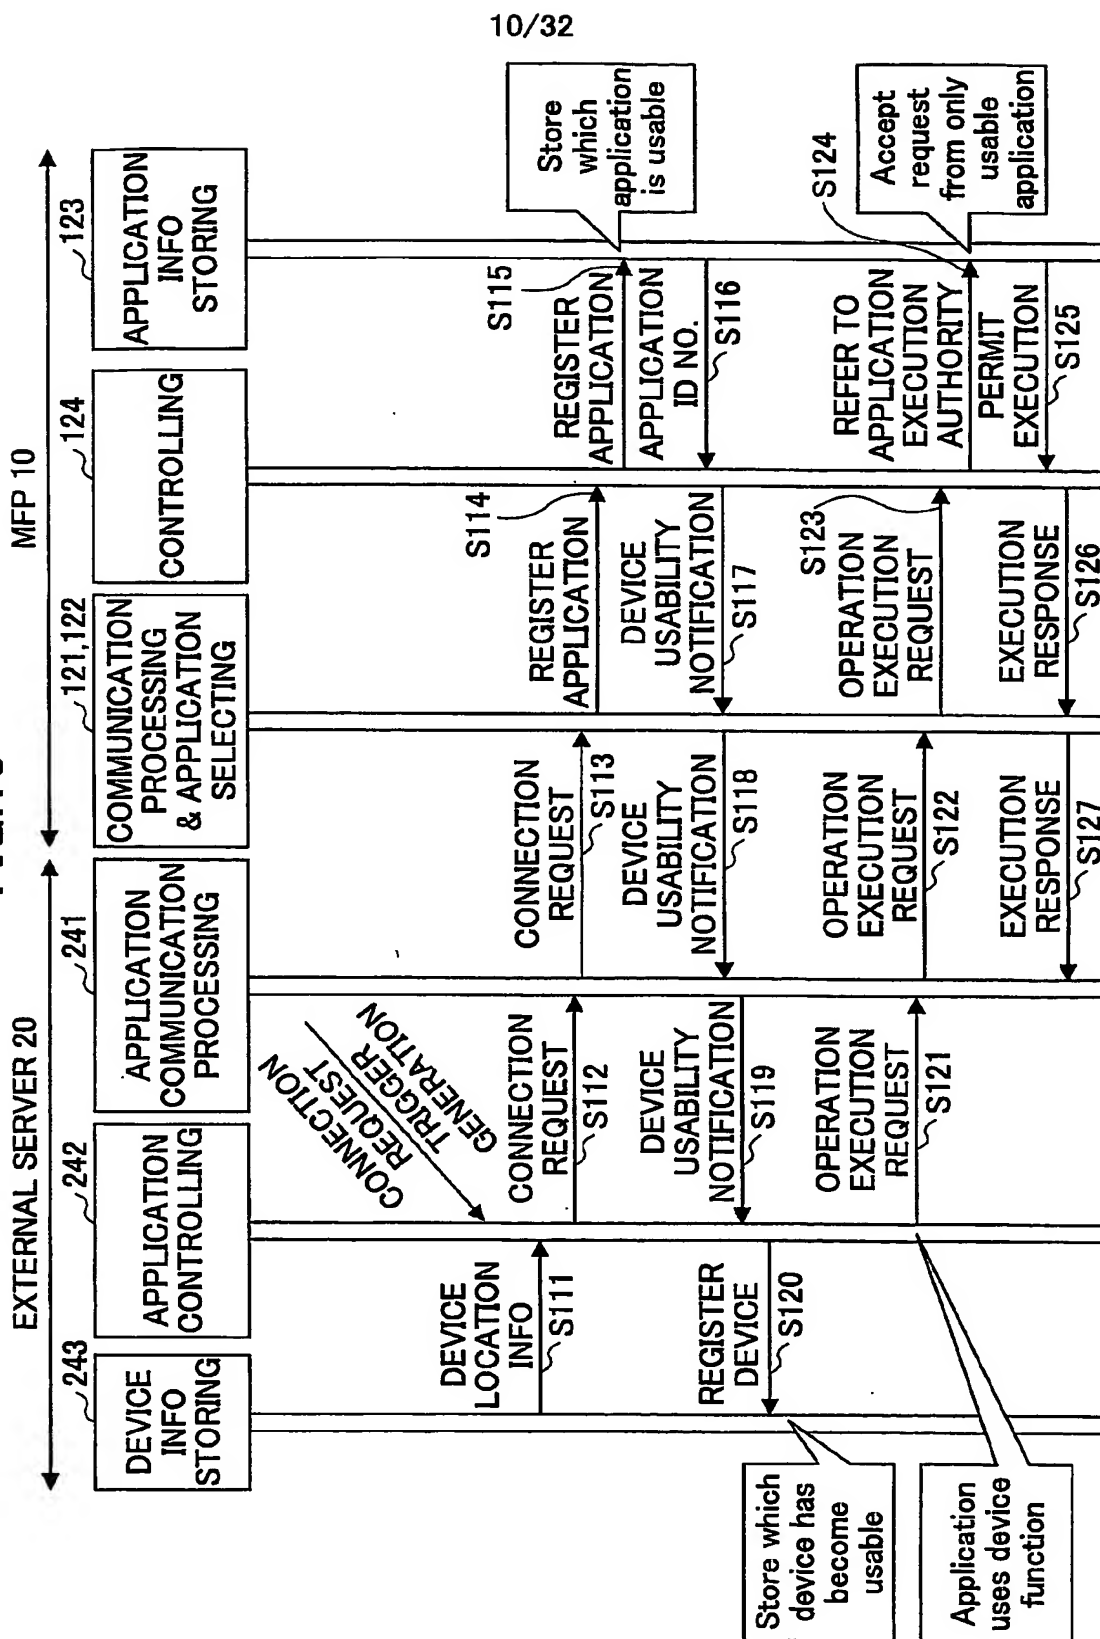 10/32
EXTERNAL SERVER 20
MFP 10
243
242
241
121,122
124
123
DEVICE
INFO
STORING
APPLICATION
CONTROLLING
APPLICATION
COMMUNICATION
PROCESSING
COMMUNICATION
PROCESSING
& APPLICATION
SELECTING
CONTROLLING
APPLICATION
INFO
STORING
CONNECTION
REQUEST
TRIGGER
GENERATION
DEVICE
LOCATION
INFO
S111
CONNECTION
REQUEST
S112
CONNECTION
REQUEST
S113
REGISTER
APPLICATION
S114
REGISTER
APPLICATION
S115
Store
which
application
is usable
APPLICATION
ID NO.
S116
DEVICE
USABILITY
NOTIFICATION
S117
DEVICE
USABILITY
NOTIFICATION
S118
DEVICE
USABILITY
NOTIFICATION
S119
REGISTER
DEVICE
S120
Store which
device has
become
usable
Application
uses device
function
OPERATION
EXECUTION
REQUEST
S121
OPERATION
EXECUTION
REQUEST
S122
OPERATION
EXECUTION
REQUEST
S123
REFER TO
APPLICATION
EXECUTION
AUTHORITY
S124
Accept
request
from only
usable
application
PERMIT
EXECUTION
S125
EXECUTION
RESPONSE
S126
EXECUTION
RESPONSE
S127